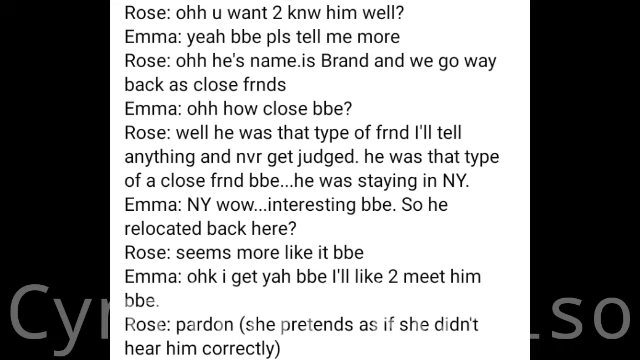 Rose: ohh u want 2 knw him well?
Emma: yeah bbe pls tell me more
Rose: ohh he's name.is Brand and we go way
back as close frnds
Emma: ohh how close bbe?
Rose: well he was that type of frnd I'll tell
anything and nvr get judged. he was that type
of a close frnd bbe...he was staying in NY.
Emma: NY wow...interesting bbe. So he
relocated back here?
Rose: seems more like it bbe
Emma: ohk i get yah bbe I'll like 2 meet him
bbe.
Rose: pardon (she pretends as if she didn't
hear him correctly)